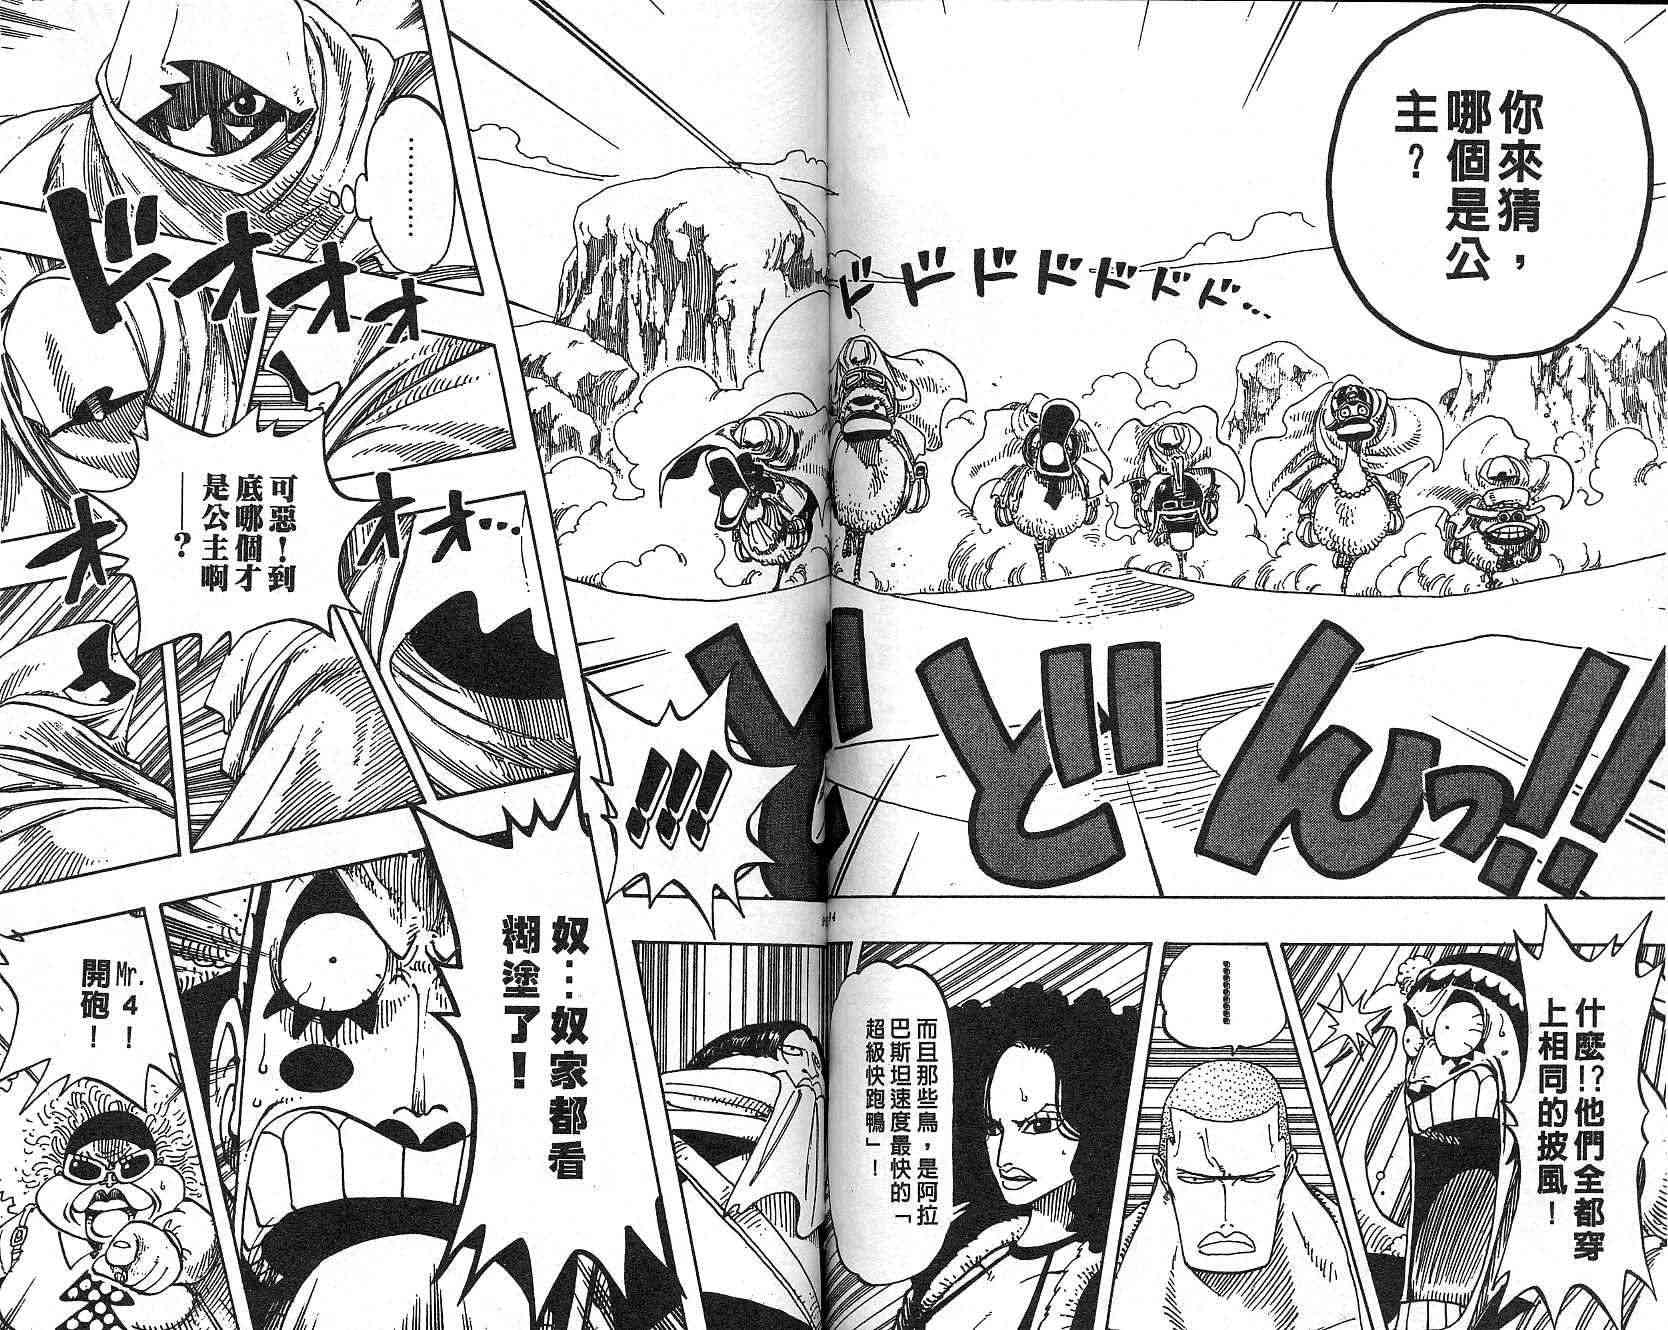 你來猜，
哪個是公
主？
ドドドドドドド…
どどんっ!!
什麼!?他們全都穿
上相同的披風！
………
而且那些鳥，是阿拉
巴斯坦速度最快的「
超級快跑鴨」！
!!!!
…………
ドオオオオ
オオオ…
可惡！到
底哪個才
是公主啊
──？
奴…奴家都看
糊塗了！
Mr.4！
開砲！
94